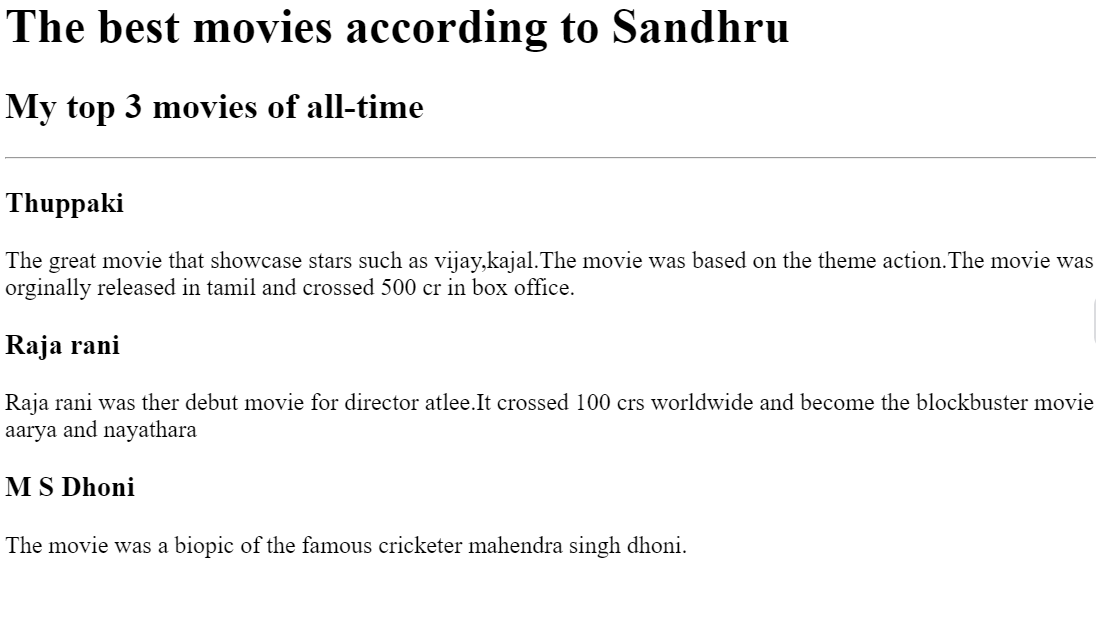 The best movies according to Sandhru
My top 3 movies of all-time
Thuppaki
The great movie that showcase stars such as vijay,kajal.The movie was based on the theme action.The movie was
orginally released in tamil and crossed 500 cr in box office.
Raja rani
Raja rani was ther debut movie for director atlee.It crossed 100 crs worldwide and become the blockbuster movie
aarya and nayathara
M S Dhoni
The movie was a biopic of the famous cricketer mahendra singh dhoni.